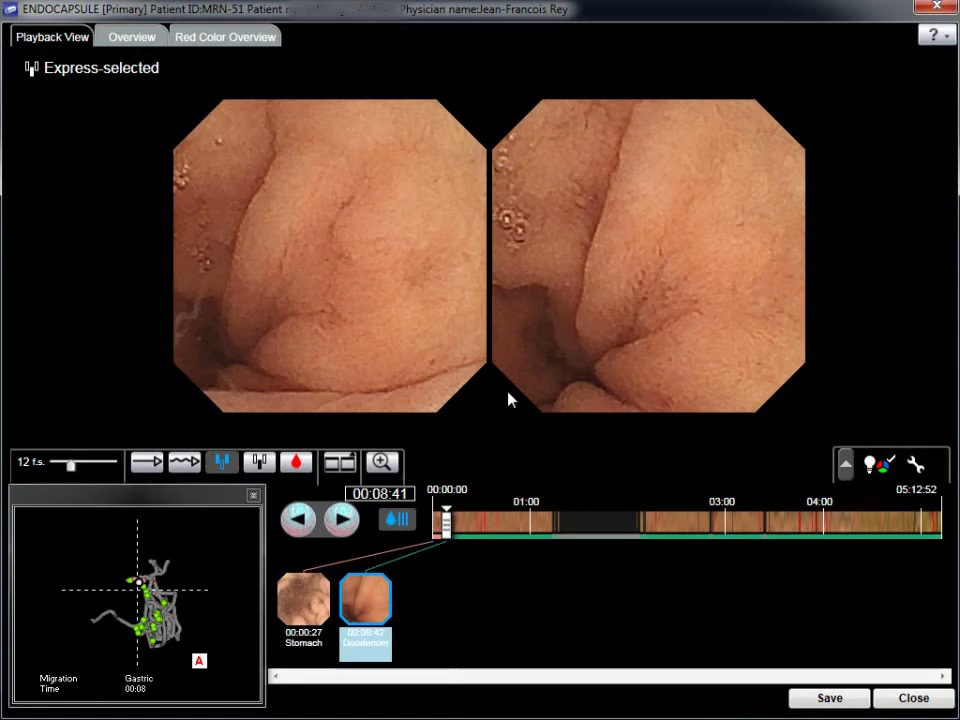 ENDOCAPSULE [Primary] Patient ID:MRN-51 Patient Physician name:Jean-Francois Rey
Playback View Overview Red Color Overview ?
Express-selected
12 f.s.
00:08:41 00:00:00 01:00 03:00 04:00 05:12:52
00:00:27 00:08:42
Stomach Duodenum
A
Migration Gastric
Time 00:08
Save Close